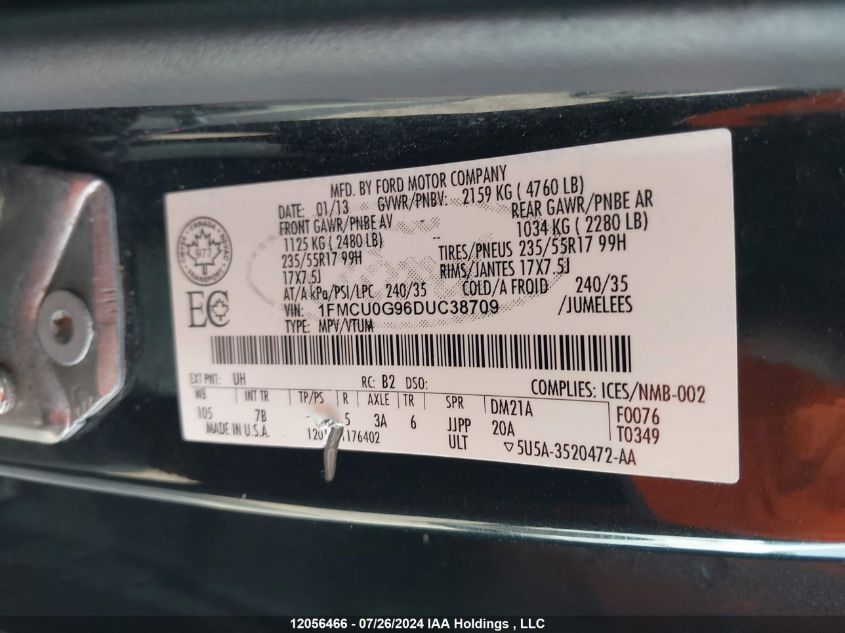 MFD. BY FORD MOTOR COMPANY
DATE: 01/13 GVWR/PNBV: 2159 KG ( 4760 LB)
FRONT GAWR/PNBE AV - REAR GAWR/PNBE AR
1125 KG ( 2480 LB) -- 1034 KG ( 2280 LB)
235/55R17 99H TIRES/PNEUS 235/55R17 99H
17X7.5J RIMS/JANTES 17X7.5J
AT/A kPa/PSI/LPC 240/35 COLD/A FROID 240/35
VIN: 1FMCU0G96DUC38709 /JUMELEES
TYPE: MPV/VTUM
CANADA
977
TRANSPORT
EC
EXT PNT: UH RC: B2 DSO: COMPLIES: ICES/NMB-002
WB INT TR TP/PS R AXLE TR SPR DM21A F0076
105 7B 5 3A 6 JJPP 20A T0349
MADE IN U.S.A. 176402 ULT ▽5U5A-3520472-AA
12056466 - 07/26/2024 IAA Holdings , LLC